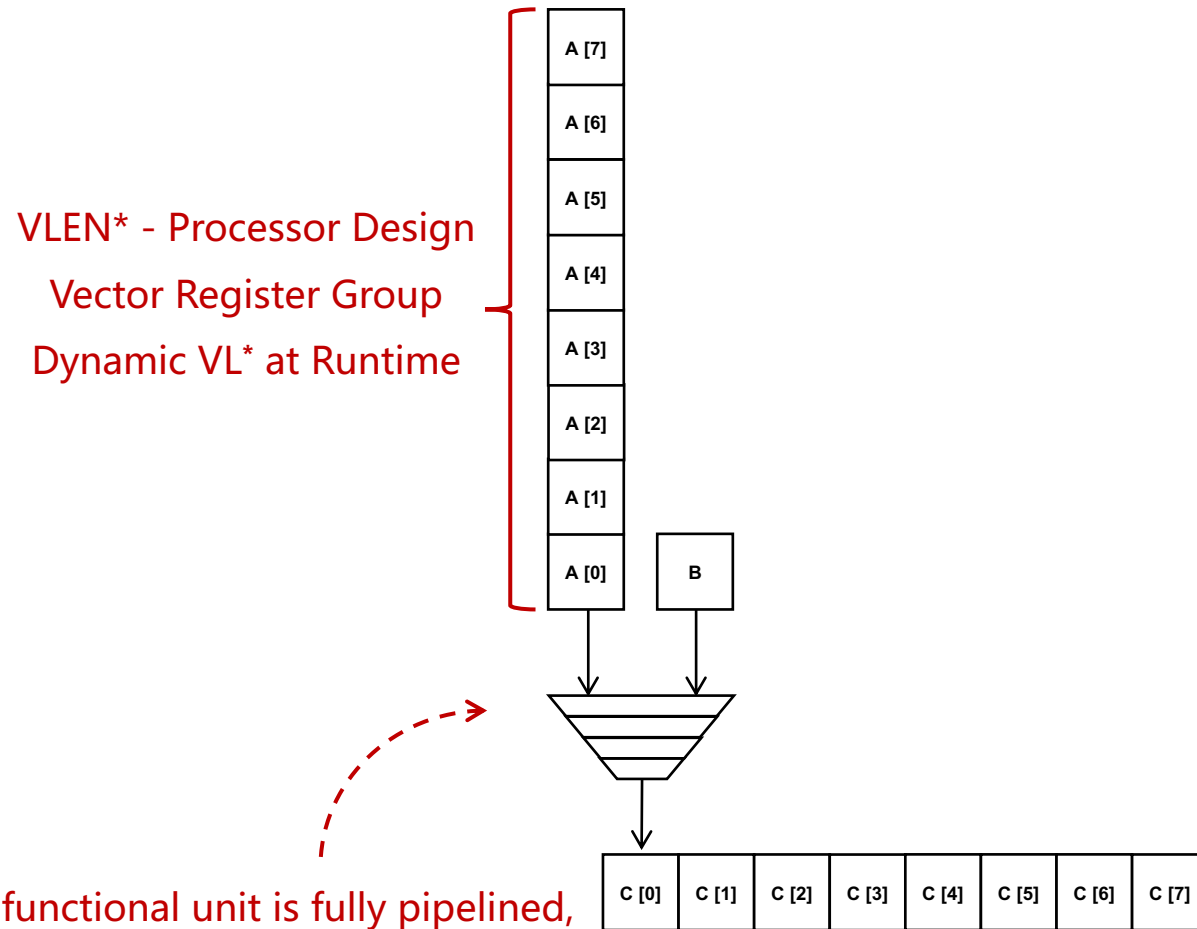 A [7]
A [6]
A [5]
VLEN* - Processor Design
A [4]
Vector Register Group
A [3]
Dynamic VL* at Runtime
A [2]
A [1]
A [0]
B
functional unit is fully pipelined,
C [0] C [1] C [2] C [3] C [4] C [5] C [6] C [7]